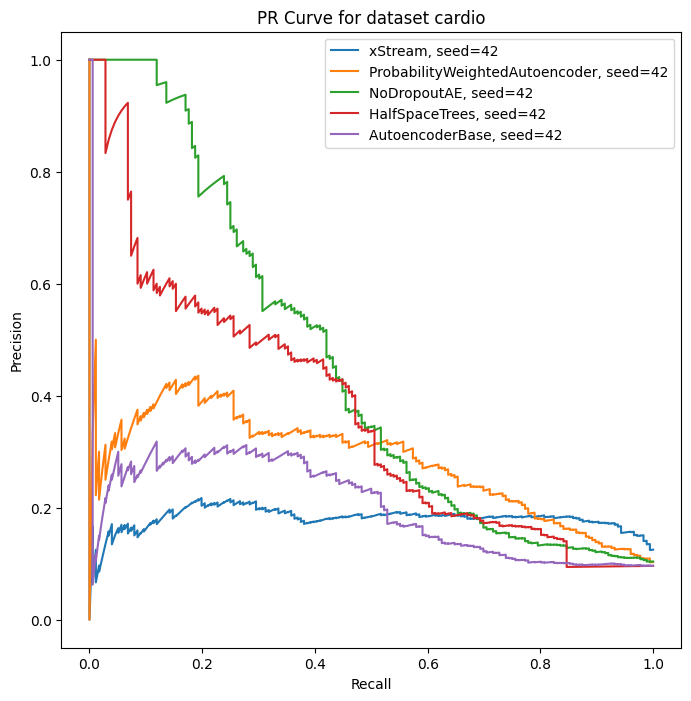 PR Curve for dataset cardio
xStream, seed=42
ProbabilityWeightedAutoencoder, seed=42
NoDropoutAE, seed=42
HalfSpaceTrees, seed=42
AutoencoderBase, seed=42
Precision
1.0
0.8
0.6
0.4
0.2
0.0
0.0 0.2 0.4 0.6 0.8 1.0
Recall